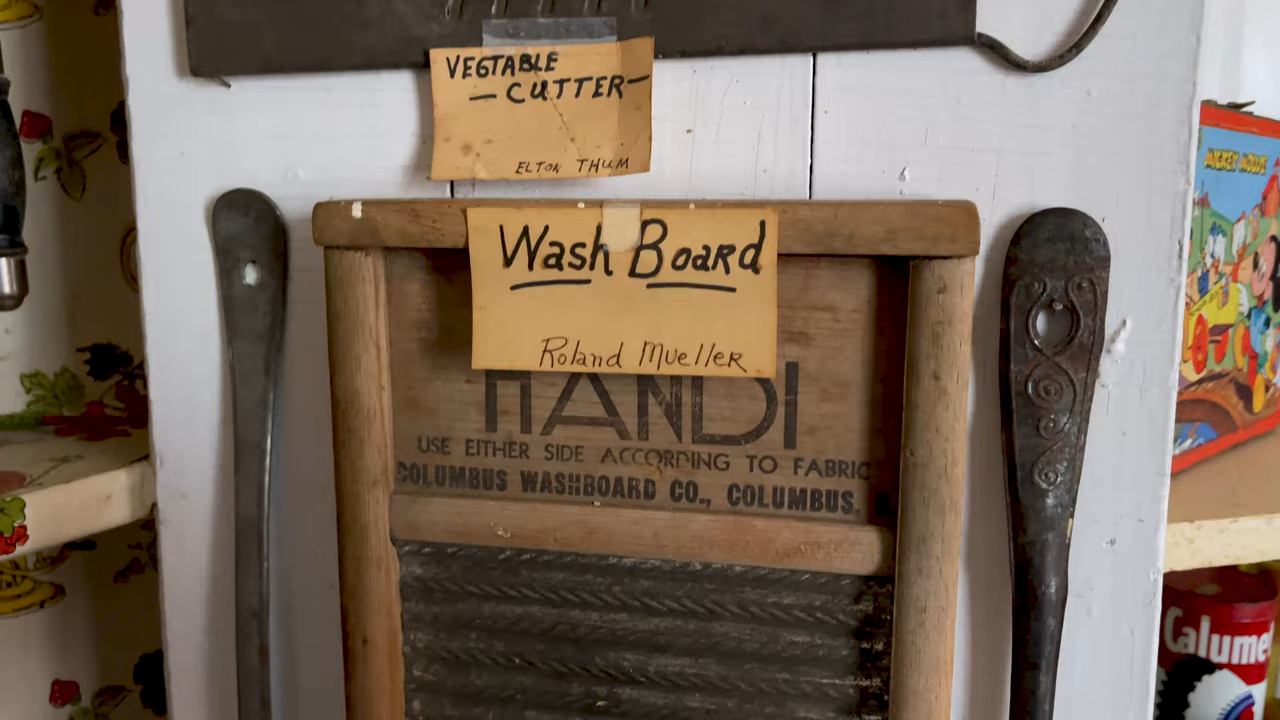 VEGTABLE
— CUTTER —
ELTON THUM
Wash Board
Roland Mueller
HANDI
USE EITHER SIDE ACCORDING TO FABRIC
COLUMBUS WASHBOARD CO., COLUMBUS.
MICKEY MOUSE
Calumet